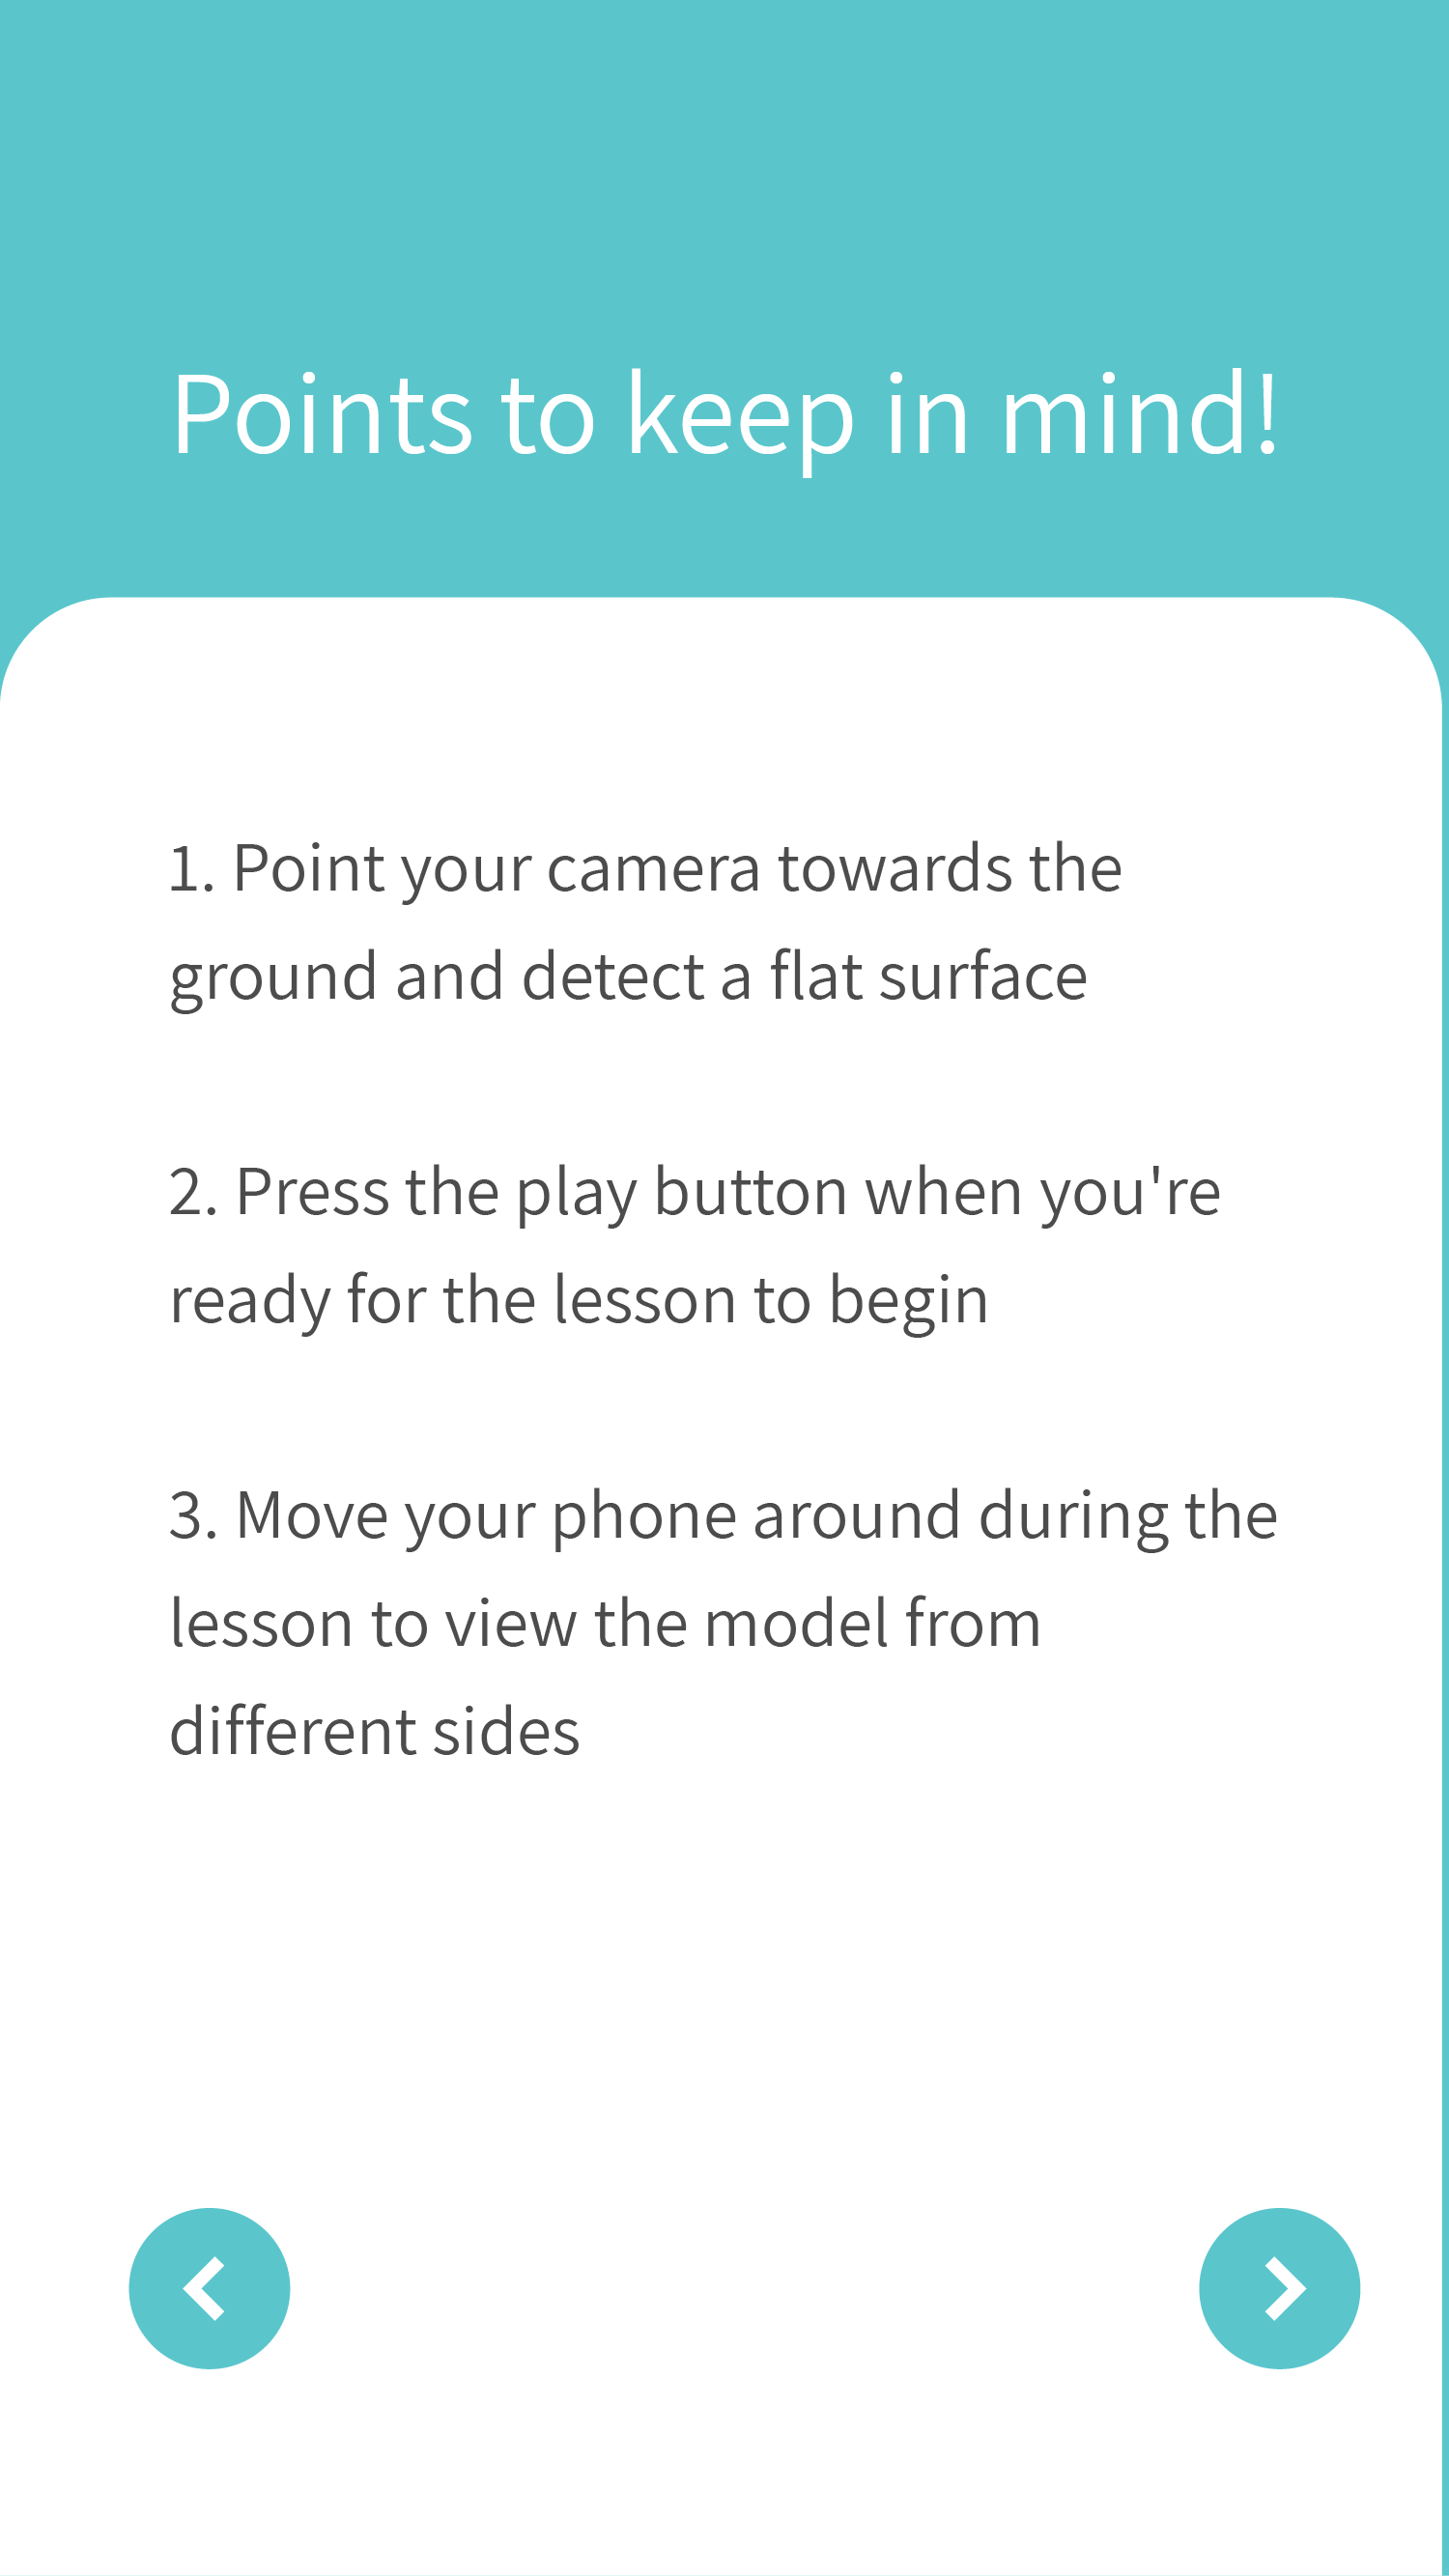 Points to keep in mind!
1. Point your camera towards the
ground and detect a flat surface
2. Press the play button when you're
ready for the lesson to begin
3. Move your phone around during the
lesson to view the model from
different sides